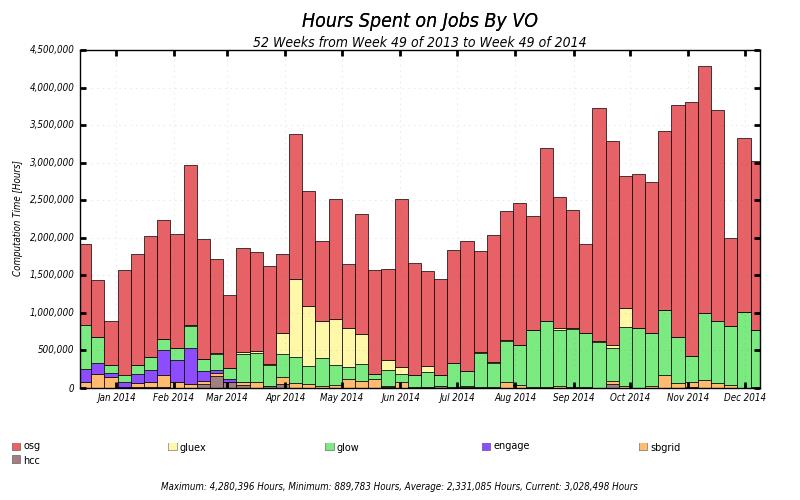 Hours Spent on Jobs By VO
52 Weeks from Week 49 of 2013 to Week 49 of 2014
Computation Time [Hours]
4,500,000
4,000,000
3,500,000
3,000,000
2,500,000
2,000,000
1,500,000
1,000,000
500,000
0
Jan 2014 Feb 2014 Mar 2014 Apr 2014 May 2014 Jun 2014 Jul 2014 Aug 2014 Sep 2014 Oct 2014 Nov 2014 Dec 2014
osg gluex glow engage sbgrid
hcc
Maximum: 4,280,396 Hours, Minimum: 889,783 Hours, Average: 2,331,085 Hours, Current: 3,028,498 Hours